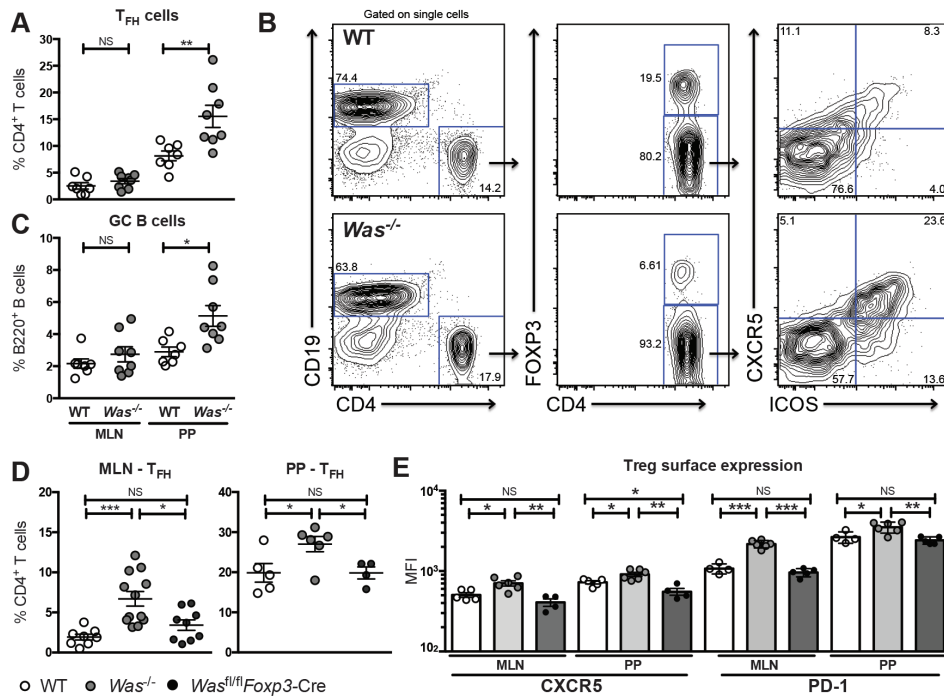 A
T_FH cells
NS
**
% CD4⁺ T cells
30
25
20
15
10
5
0
B
Gated on single cells
WT
74.4
14.2
19.5
80.2
11.1
8.3
76.6
4.0
Was⁻/⁻
63.8
17.9
6.61
93.2
5.1
23.6
57.7
13.6
CD19
CD4
FOXP3
CD4
CXCR5
ICOS
C
GC B cells
NS
*
% B220⁺ B cells
10
8
6
4
2
0
WT Was⁻/⁻ WT Was⁻/⁻
MLN PP
D
MLN - T_FH
NS
*** *
% CD4⁺ T cells
20
15
10
5
0
PP - T_FH
NS
* *
40
30
20
10
0
E
Treg surface expression
NS * NS NS
* ** * ** *** *** * **
MFI
10⁴
10³
10²
MLN PP MLN PP
CXCR5 PD-1
WT Was⁻/⁻ Wasᶠˡ/ᶠˡFoxp3-Cre